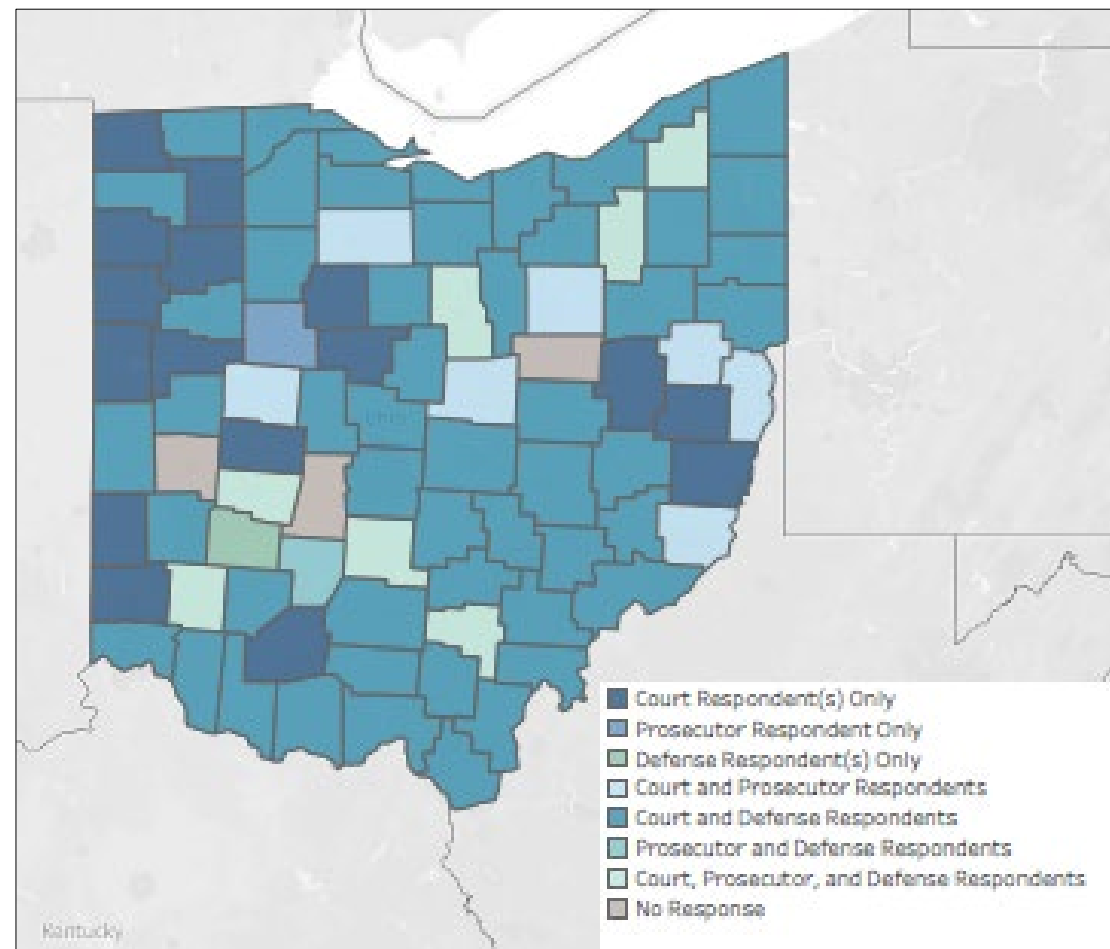 Ohio
Court Respondent(s) Only
Prosecutor Respondent Only
Defense Respondent(s) Only
Court and Prosecutor Respondents
Court and Defense Respondents
Prosecutor and Defense Respondents
Court, Prosecutor, and Defense Respondents
No Response
Kentucky